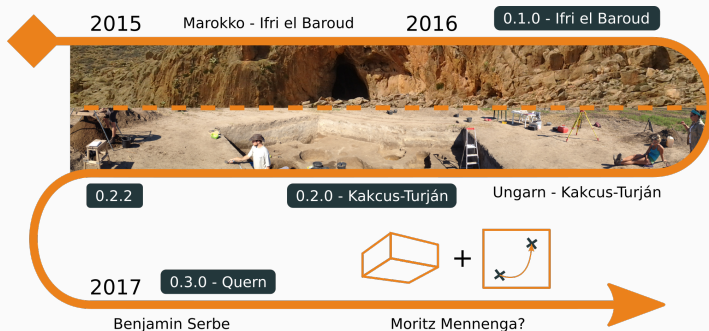 2015
Marokko - Ifri el Baroud
2016
0.1.0 - Ifri el Baroud
0.2.2
0.2.0 - Kakcus-Turján
Ungarn - Kakcus-Turján
+
2017
0.3.0 - Quern
Benjamin Serbe
Moritz Mennenga?